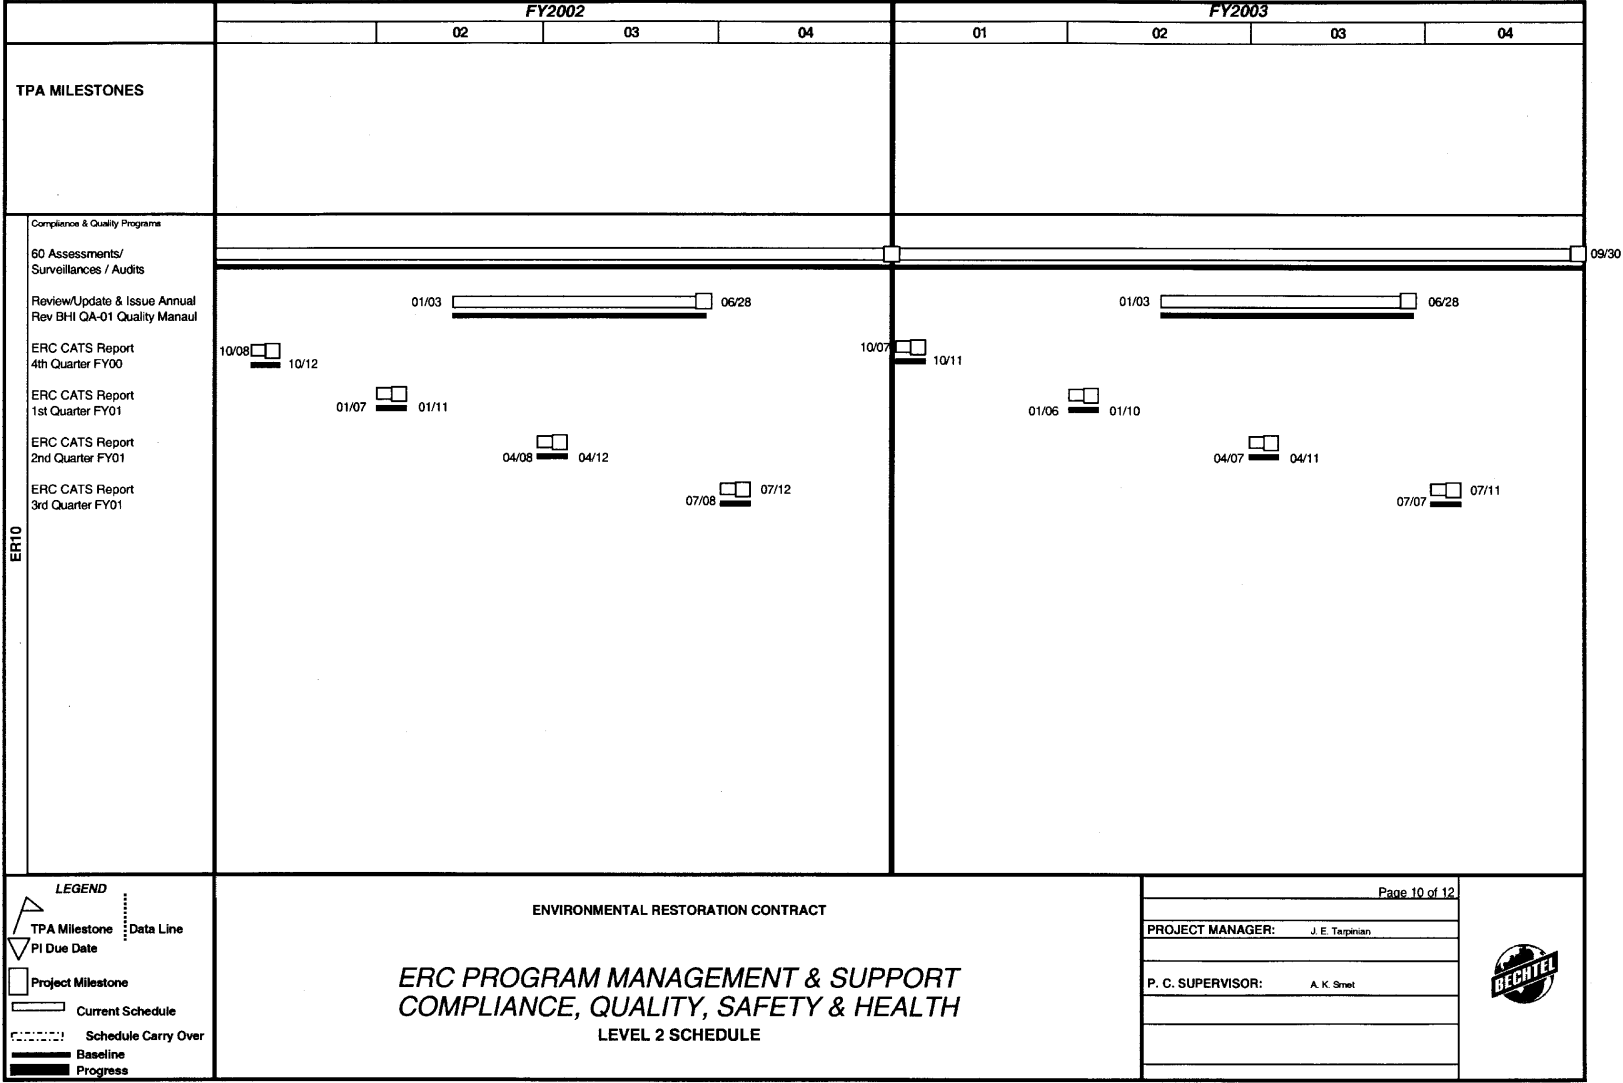 FY2002 FY2003
02 03 04 01 02 03 04
TPA MILESTONES
Compliance & Quality Programs
60 Assessments/
Surveillances / Audits
09/30
Review/Update & Issue Annual
Rev BHI QA-01 Quality Manaul
01/03 06/28 01/03 06/28
ERC CATS Report
4th Quarter FY00
10/08 10/12 10/07 10/11
ERC CATS Report
1st Quarter FY01
01/07 01/11 01/06 01/10
ERC CATS Report
2nd Quarter FY01
04/08 04/12 04/07 04/11
ERC CATS Report
3rd Quarter FY01
07/08 07/12 07/07 07/11
ER10
LEGEND
TPA Milestone Data Line
PI Due Date
Project Milestone
Current Schedule
Schedule Carry Over
Baseline
Progress
ENVIRONMENTAL RESTORATION CONTRACT
ERC PROGRAM MANAGEMENT & SUPPORT
COMPLIANCE, QUALITY, SAFETY & HEALTH
LEVEL 2 SCHEDULE
Page 10 of 12
PROJECT MANAGER: J. E. Tarpinian
P. C. SUPERVISOR: A. K. Smet
BECHTEL